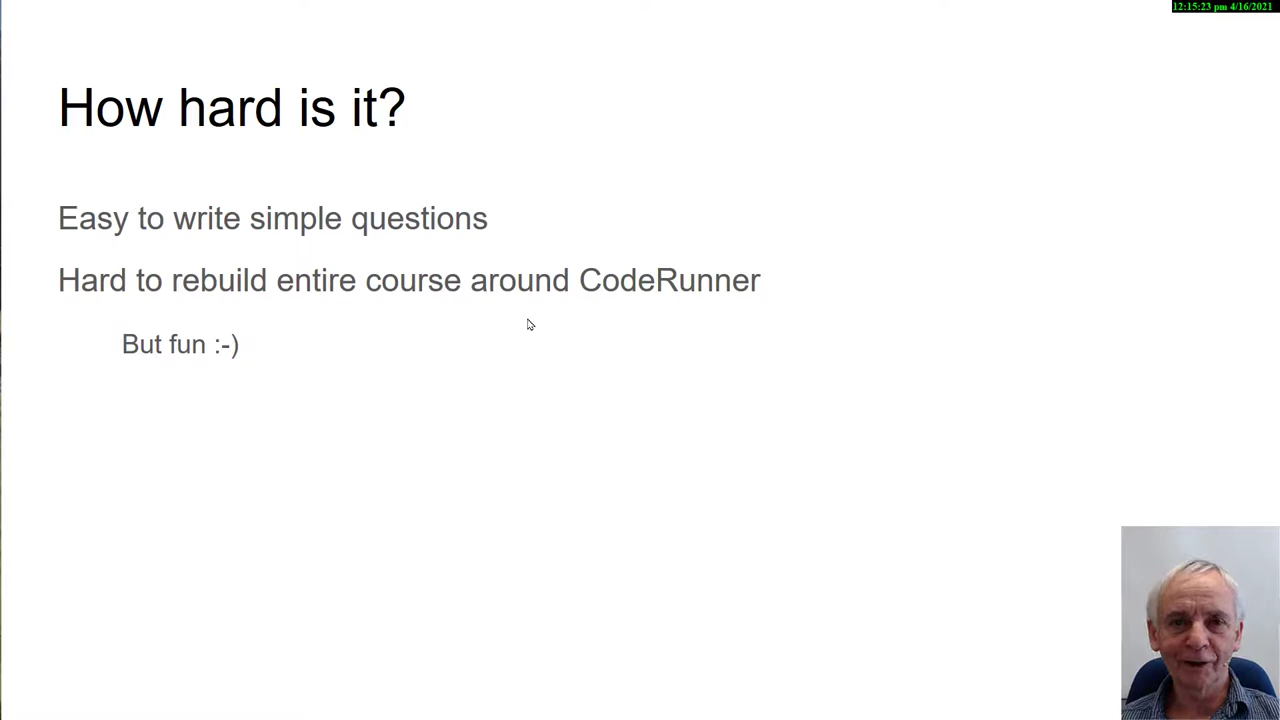 12:15:23 pm 4/16/2021
How hard is it?
Easy to write simple questions
Hard to rebuild entire course around CodeRunner
But fun :-)